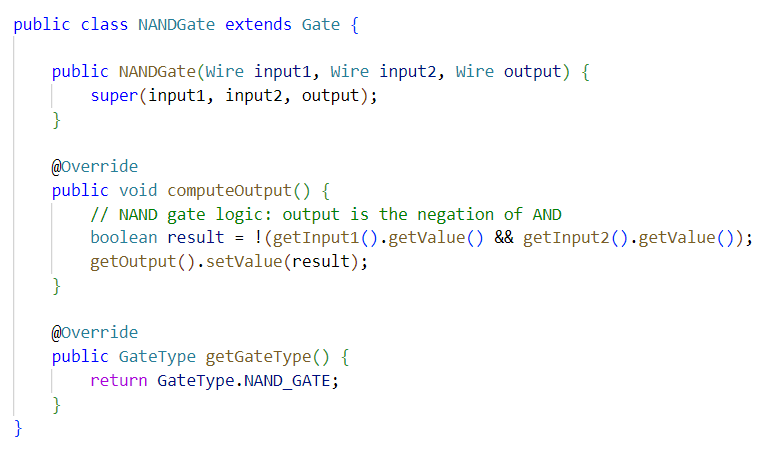 public class NANDGate extends Gate {
public NANDGate(Wire input1, Wire input2, Wire output) {
super(input1, input2, output);
}
@Override
public void computeOutput() {
// NAND gate logic: output is the negation of AND
boolean result = !(getInput1().getValue() && getInput2().getValue());
getOutput().setValue(result);
}
@Override
public GateType getGateType() {
return GateType.NAND_GATE;
}
}